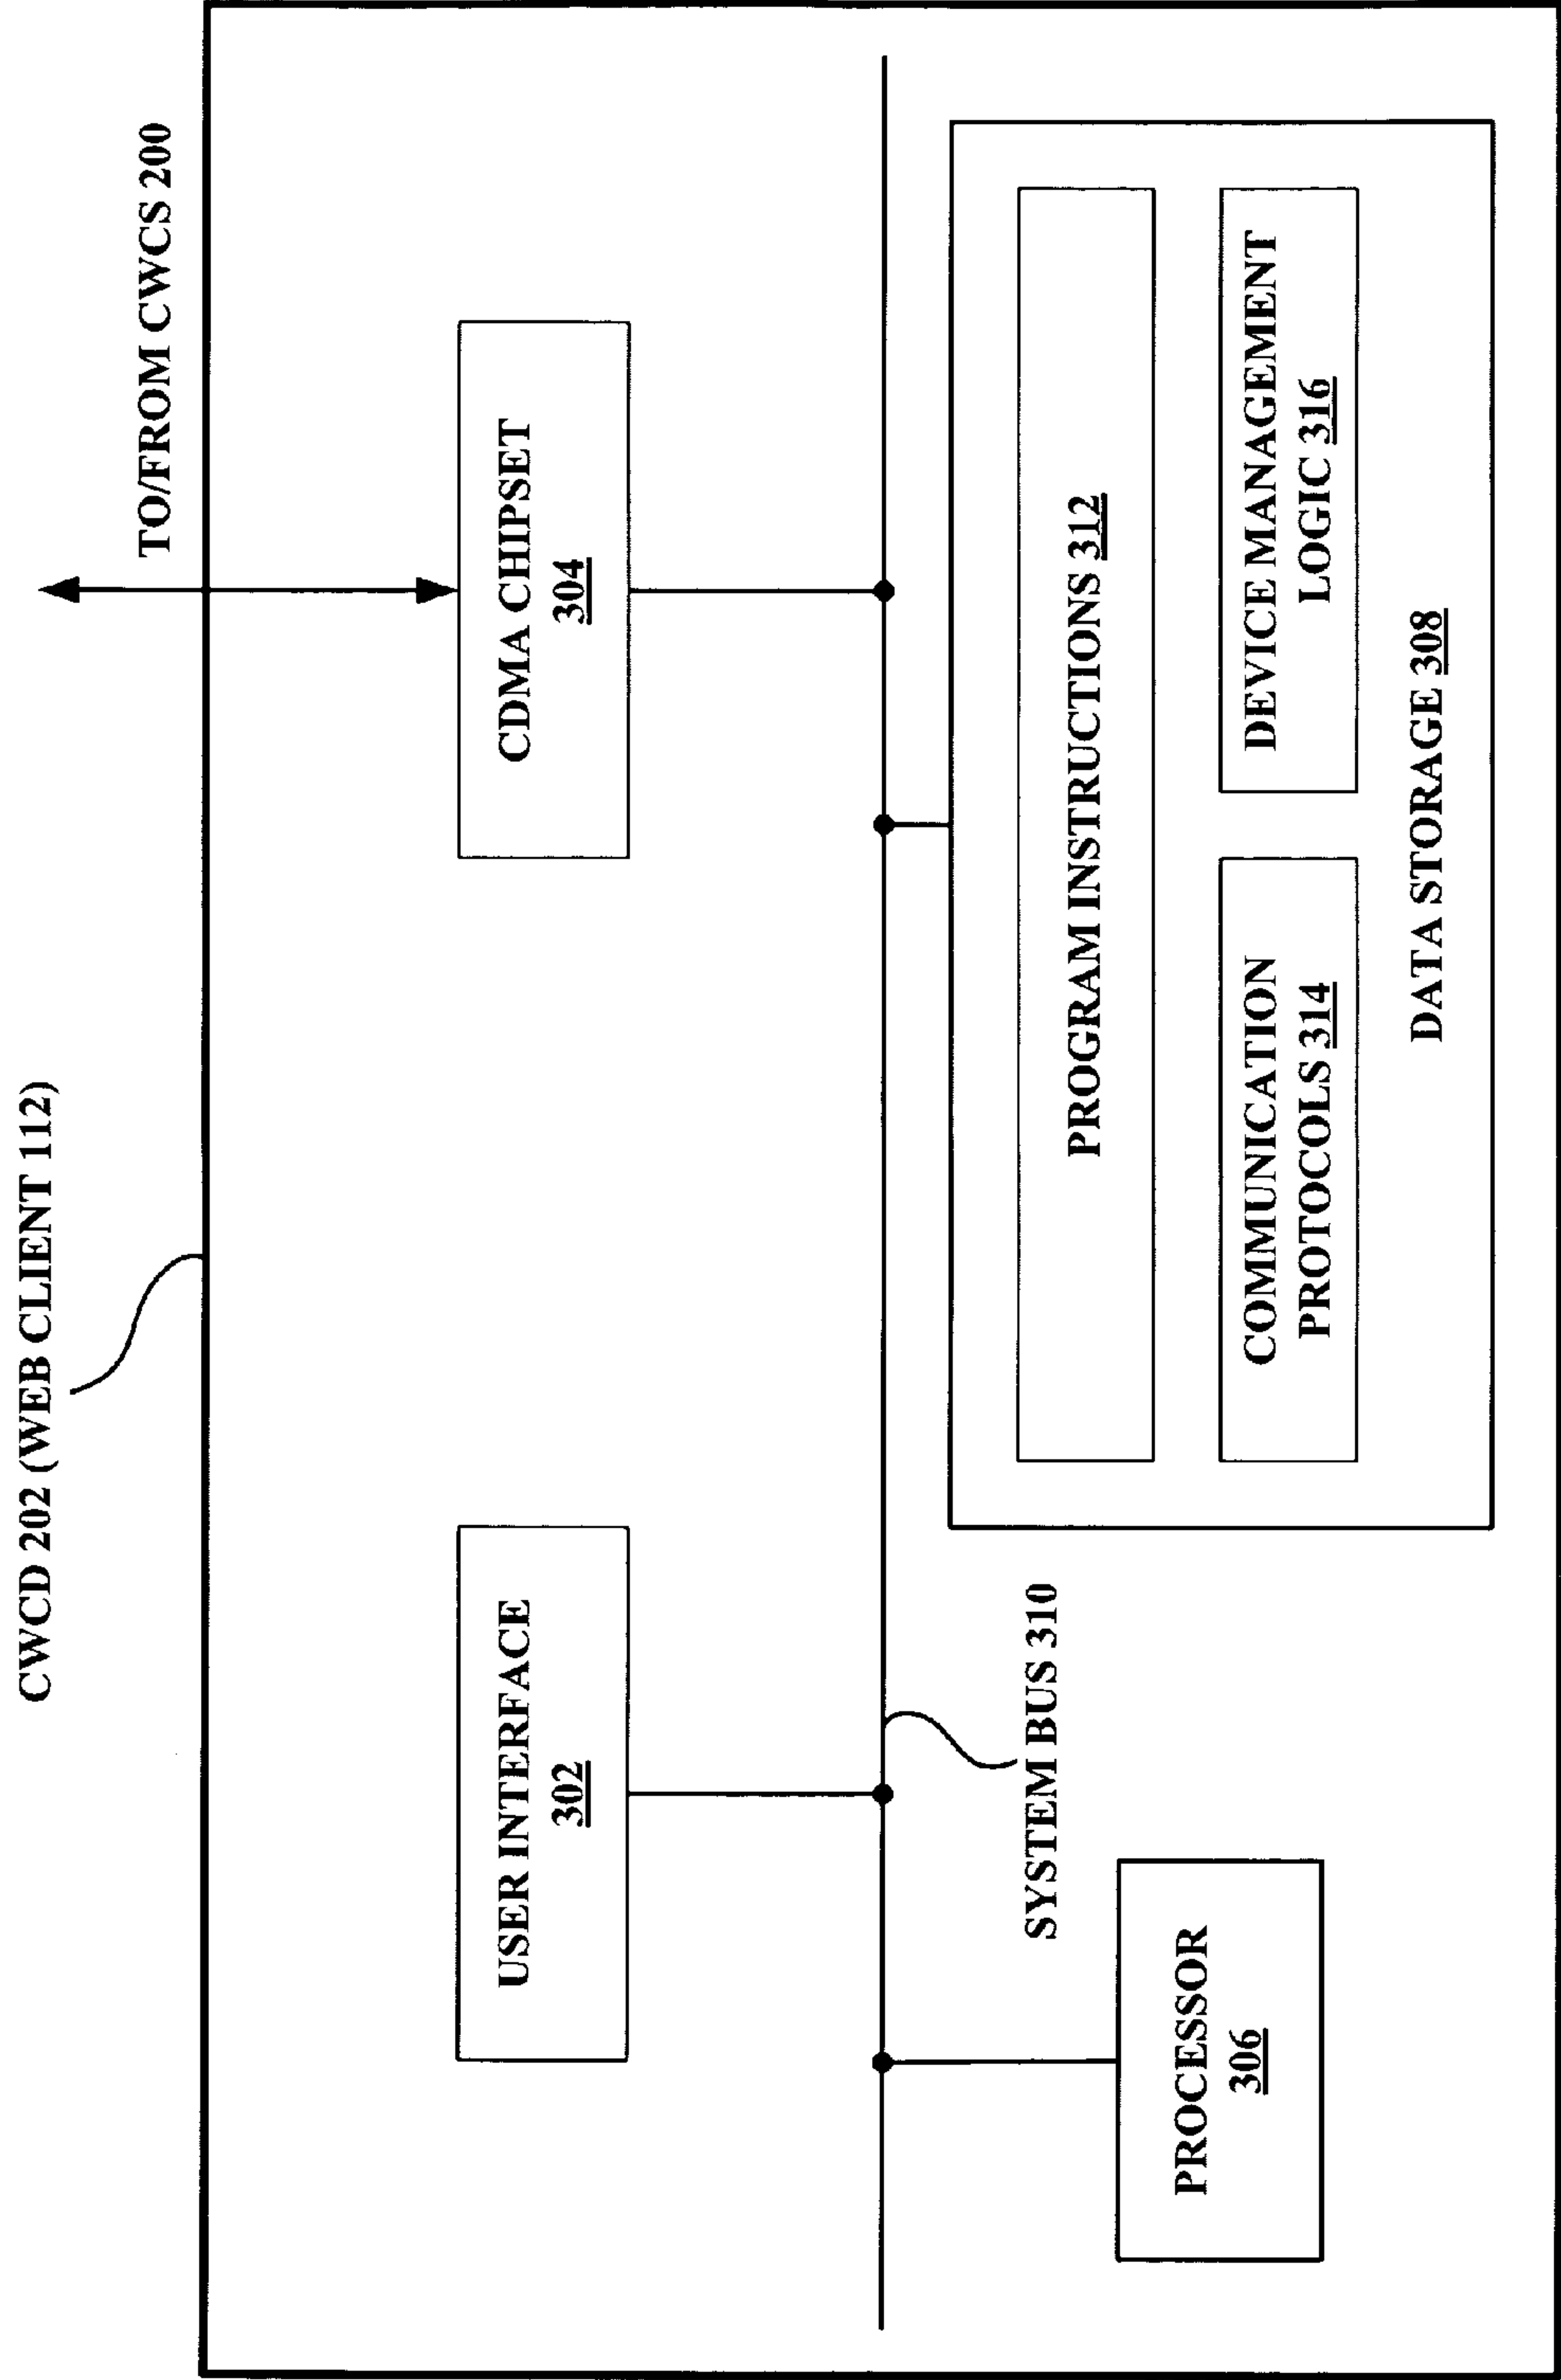 CWCD 202 (WEB CLIENT 112)
TO/FROM CWCS 200
USER INTERFACE
302
CDMA CHIPSET
304
SYSTEM BUS 310
PROCESSOR
306
PROGRAM INSTRUCTIONS 312
COMMUNICATION
PROTOCOLS 314
DEVICE MANAGEMENT
LOGIC 316
DATA STORAGE 308